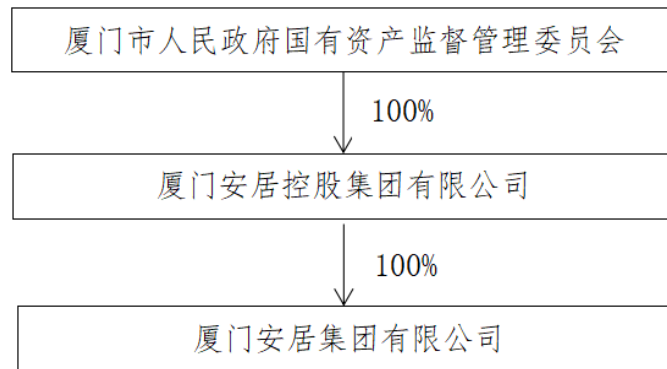 厦门市人民政府国有资产监督管理委员会
100%
厦门安居控股集团有限公司
100%
厦门安居集团有限公司